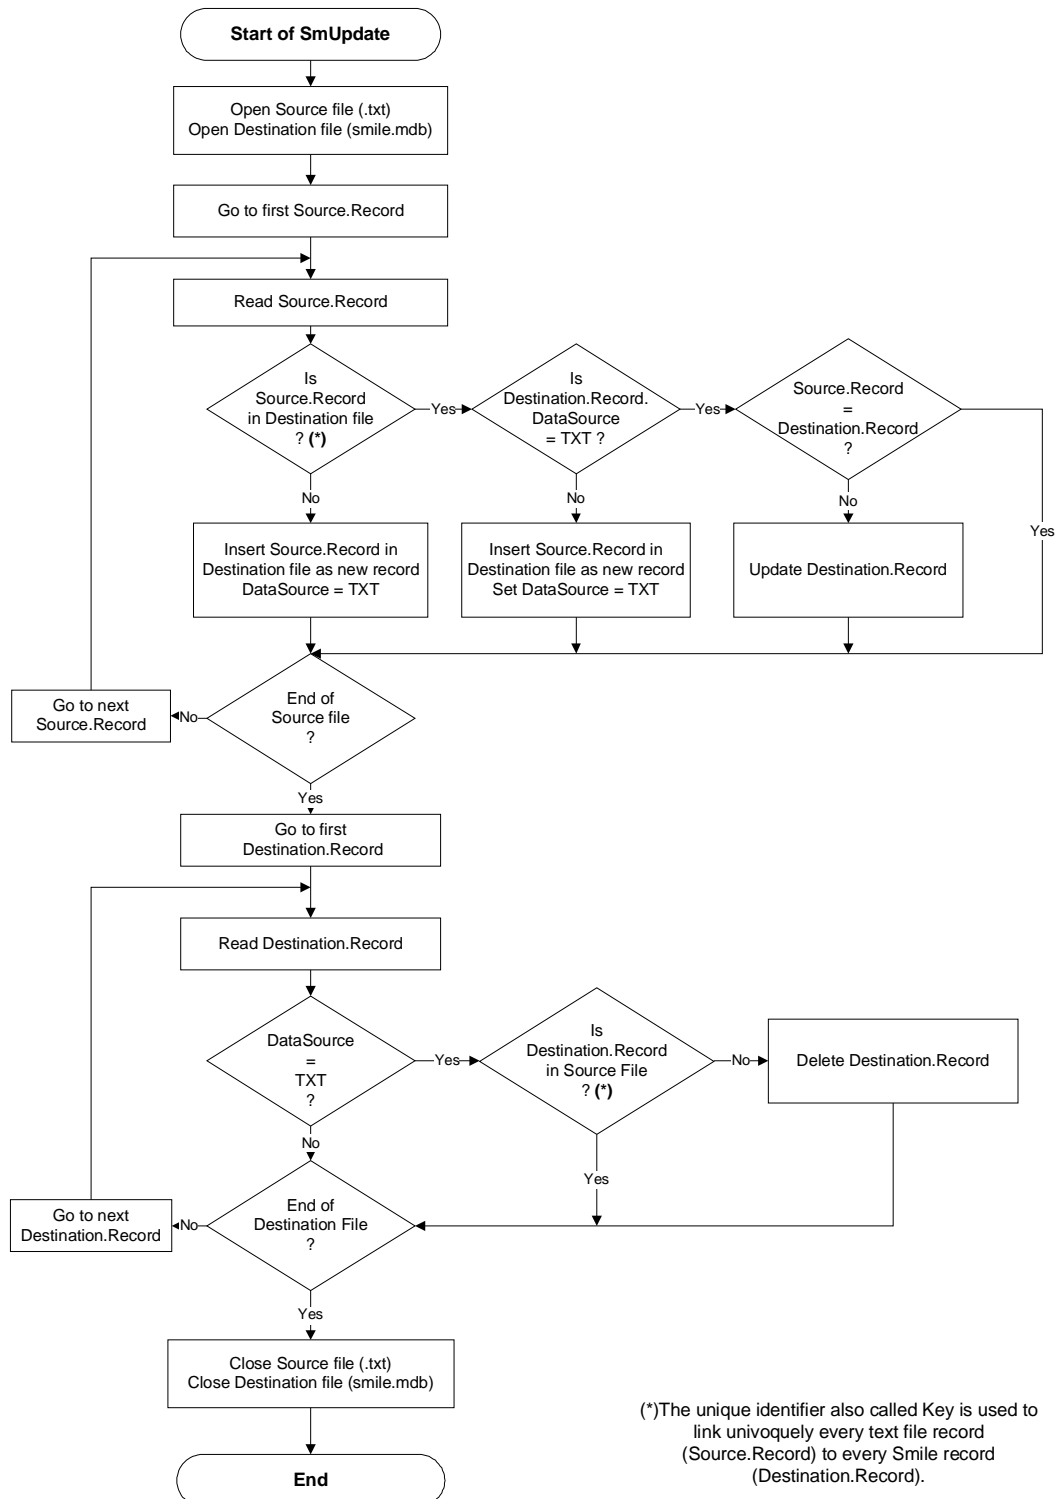 Start of SmUpdate
Open Source file (.txt)
Open Destination file (smile.mdb)
Go to first Source.Record
Read Source.Record
Is
Source.Record
in Destination file
? (*)
Yes
Is
Destination.Record.
DataSource
= TXT ?
Yes
Source.Record
=
Destination.Record
?
No
No
No
Yes
Insert Source.Record in
Destination file as new record
DataSource = TXT
Insert Source.Record in
Destination file as new record
Set DataSource = TXT
Update Destination.Record
Go to next
Source.Record
No
End of
Source file
?
Yes
Go to first
Destination.Record
Read Destination.Record
DataSource
=
TXT
?
Yes
Is
Destination.Record
in Source File
? (*)
No
Delete Destination.Record
No
Yes
Go to next
Destination.Record
No
End of
Destination File
?
Yes
Close Source file (.txt)
Close Destination file (smile.mdb)
End
(*)The unique identifier also called Key is used to
link univoquely every text file record
(Source.Record) to every Smile record
(Destination.Record).